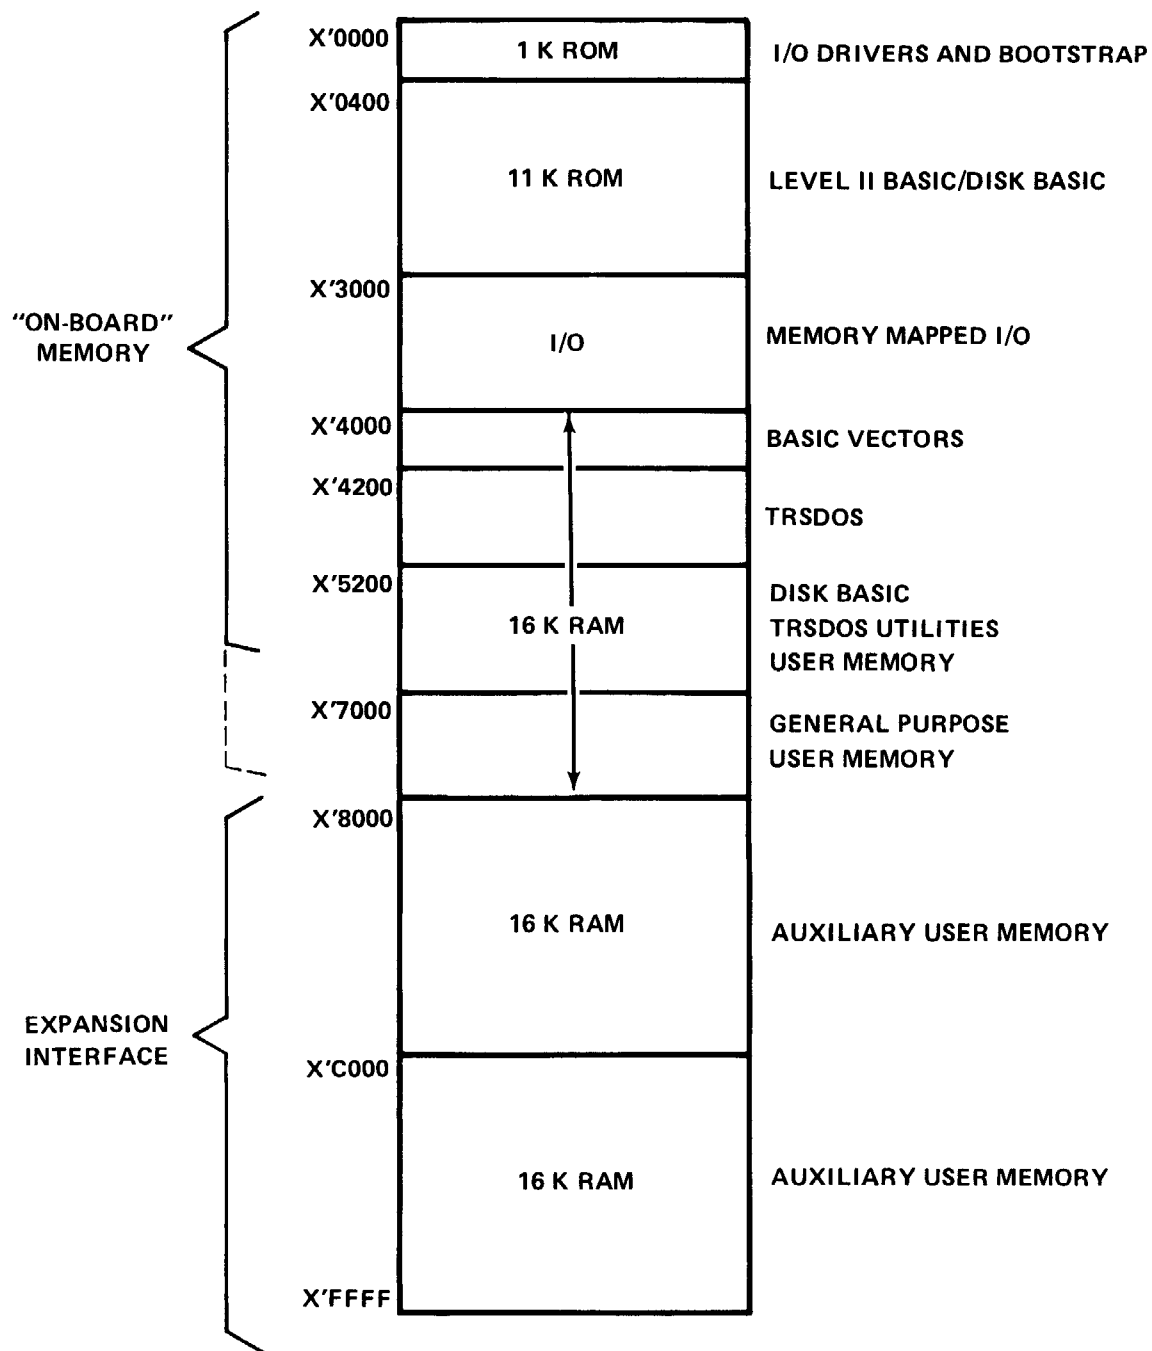 X'0000
1 K ROM
I/O DRIVERS AND BOOTSTRAP
X'0400
11 K ROM
LEVEL II BASIC/DISK BASIC
X'3000
"ON-BOARD"
MEMORY
I/O
MEMORY MAPPED I/O
X'4000
BASIC VECTORS
X'4200
TRSDOS
X'5200
16 K RAM
DISK BASIC
TRSDOS UTILITIES
USER MEMORY
X'7000
GENERAL PURPOSE
USER MEMORY
X'8000
16 K RAM
AUXILIARY USER MEMORY
EXPANSION
INTERFACE
X'C000
16 K RAM
AUXILIARY USER MEMORY
X'FFFF